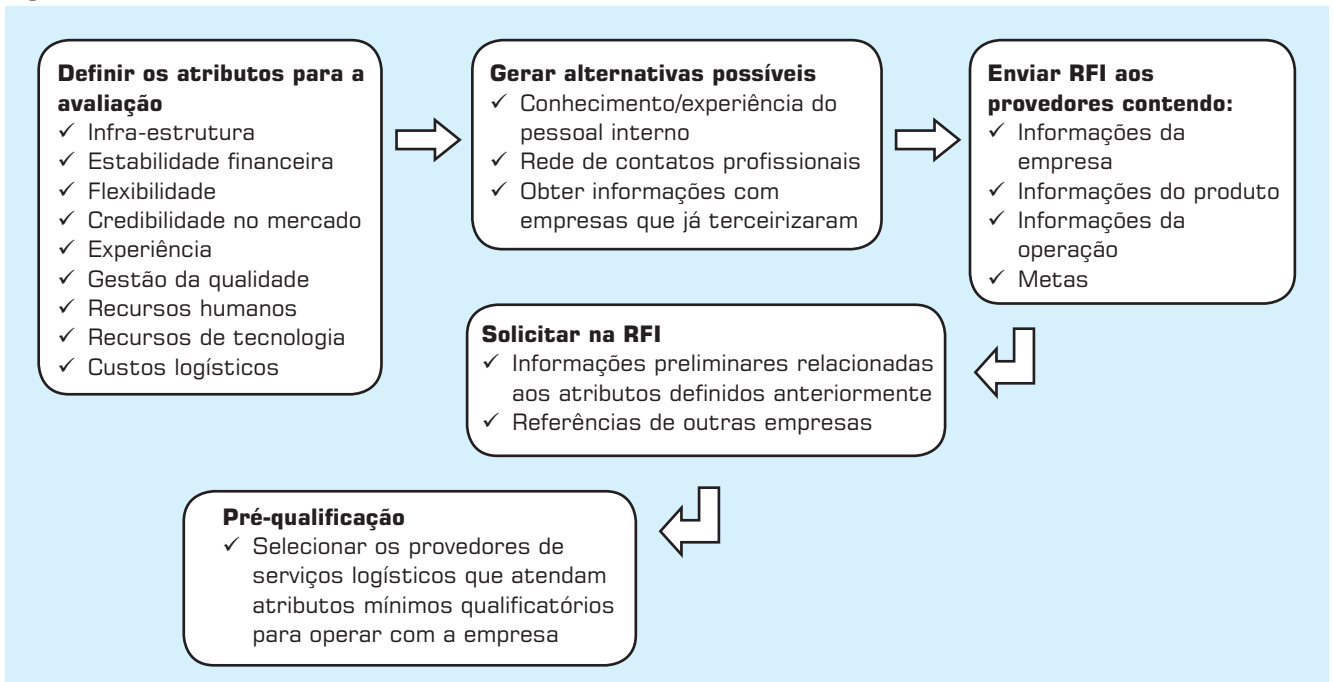 Definir os atributos para a
avaliação
✓ Infra-estrutura
✓ Estabilidade financeira
✓ Flexibilidade
✓ Credibilidade no mercado
✓ Experiência
✓ Gestão da qualidade
✓ Recursos humanos
✓ Recursos de tecnologia
✓ Custos logísticos
Gerar alternativas possíveis
✓ Conhecimento/experiência do
pessoal interno
✓ Rede de contatos profissionais
✓ Obter informações com
empresas que já terceirizaram
Enviar RFI aos
provedores contendo:
✓ Informações da
empresa
✓ Informações do produto
✓ Informações da
operação
✓ Metas
Solicitar na RFI
✓ Informações preliminares relacionadas
aos atributos definidos anteriormente
✓ Referências de outras empresas
Pré-qualificação
✓ Selecionar os provedores de
serviços logísticos que atendam
atributos mínimos qualificatórios
para operar com a empresa